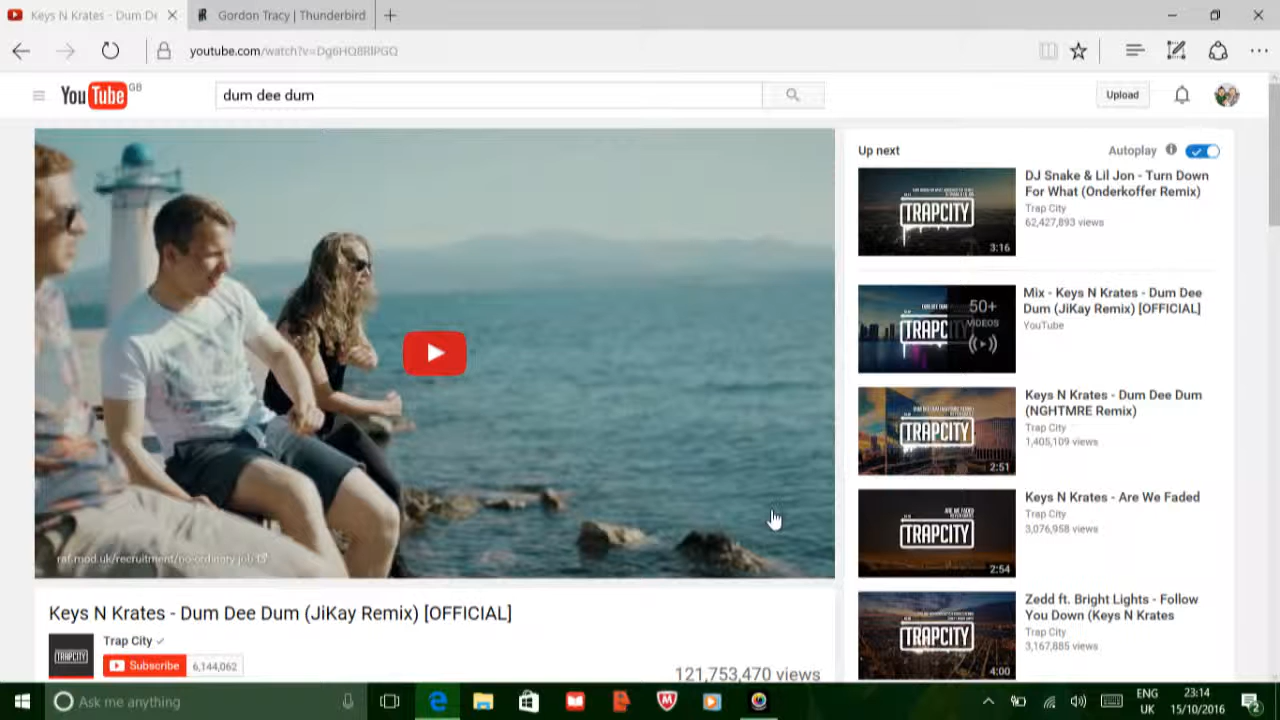 Keys N Krates - Dum De
Gordon Tracy | Thunderbird
youtube.com/watch?v=Dg6HQ8RlPGQ
YouTube GB
dum dee dum
Upload
Up next
Autoplay
TRAPCITY
3:16
DJ Snake & Lil Jon - Turn Down
For What (Onderkoffer Remix)
Trap City
62,427,893 views
TRAPC
50+
VIDEOS
Mix - Keys N Krates - Dum Dee
Dum (JiKay Remix) [OFFICIAL]
YouTube
TRAPCITY
2:51
Keys N Krates - Dum Dee Dum
(NGHTMRE Remix)
Trap City
1,405,109 views
ARE WE FADED
TRAPCITY
2:54
Keys N Krates - Are We Faded
Trap City
3,076,958 views
TRAPCITY
4:00
Zedd ft. Bright Lights - Follow
You Down (Keys N Krates
Trap City
3,167,885 views
raf.mod.uk/recruitment/no-ordinary-job
Keys N Krates - Dum Dee Dum (JiKay Remix) [OFFICIAL]
TRAPCITY
Trap City
Subscribe
6,144,062
121,753,470 views
Ask me anything
ENG
UK
23:14
15/10/2016
2